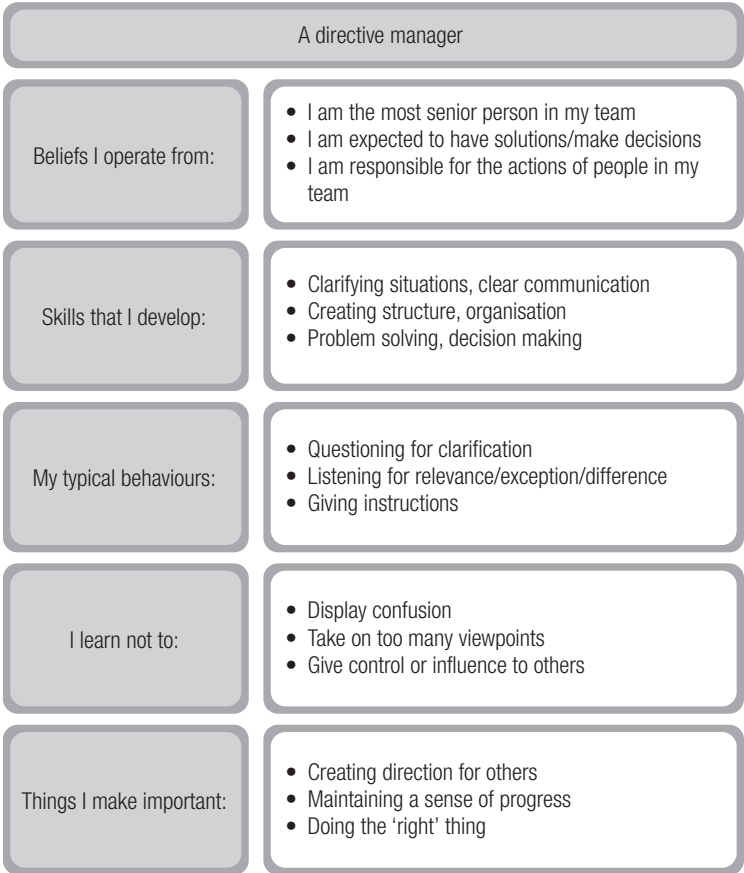 A directive manager
Beliefs I operate from:
• I am the most senior person in my team
• I am expected to have solutions/make decisions
• I am responsible for the actions of people in my
team
Skills that I develop:
• Clarifying situations, clear communication
• Creating structure, organisation
• Problem solving, decision making
My typical behaviours:
• Questioning for clarification
• Listening for relevance/exception/difference
• Giving instructions
I learn not to:
• Display confusion
• Take on too many viewpoints
• Give control or influence to others
Things I make important:
• Creating direction for others
• Maintaining a sense of progress
• Doing the ‘right’ thing